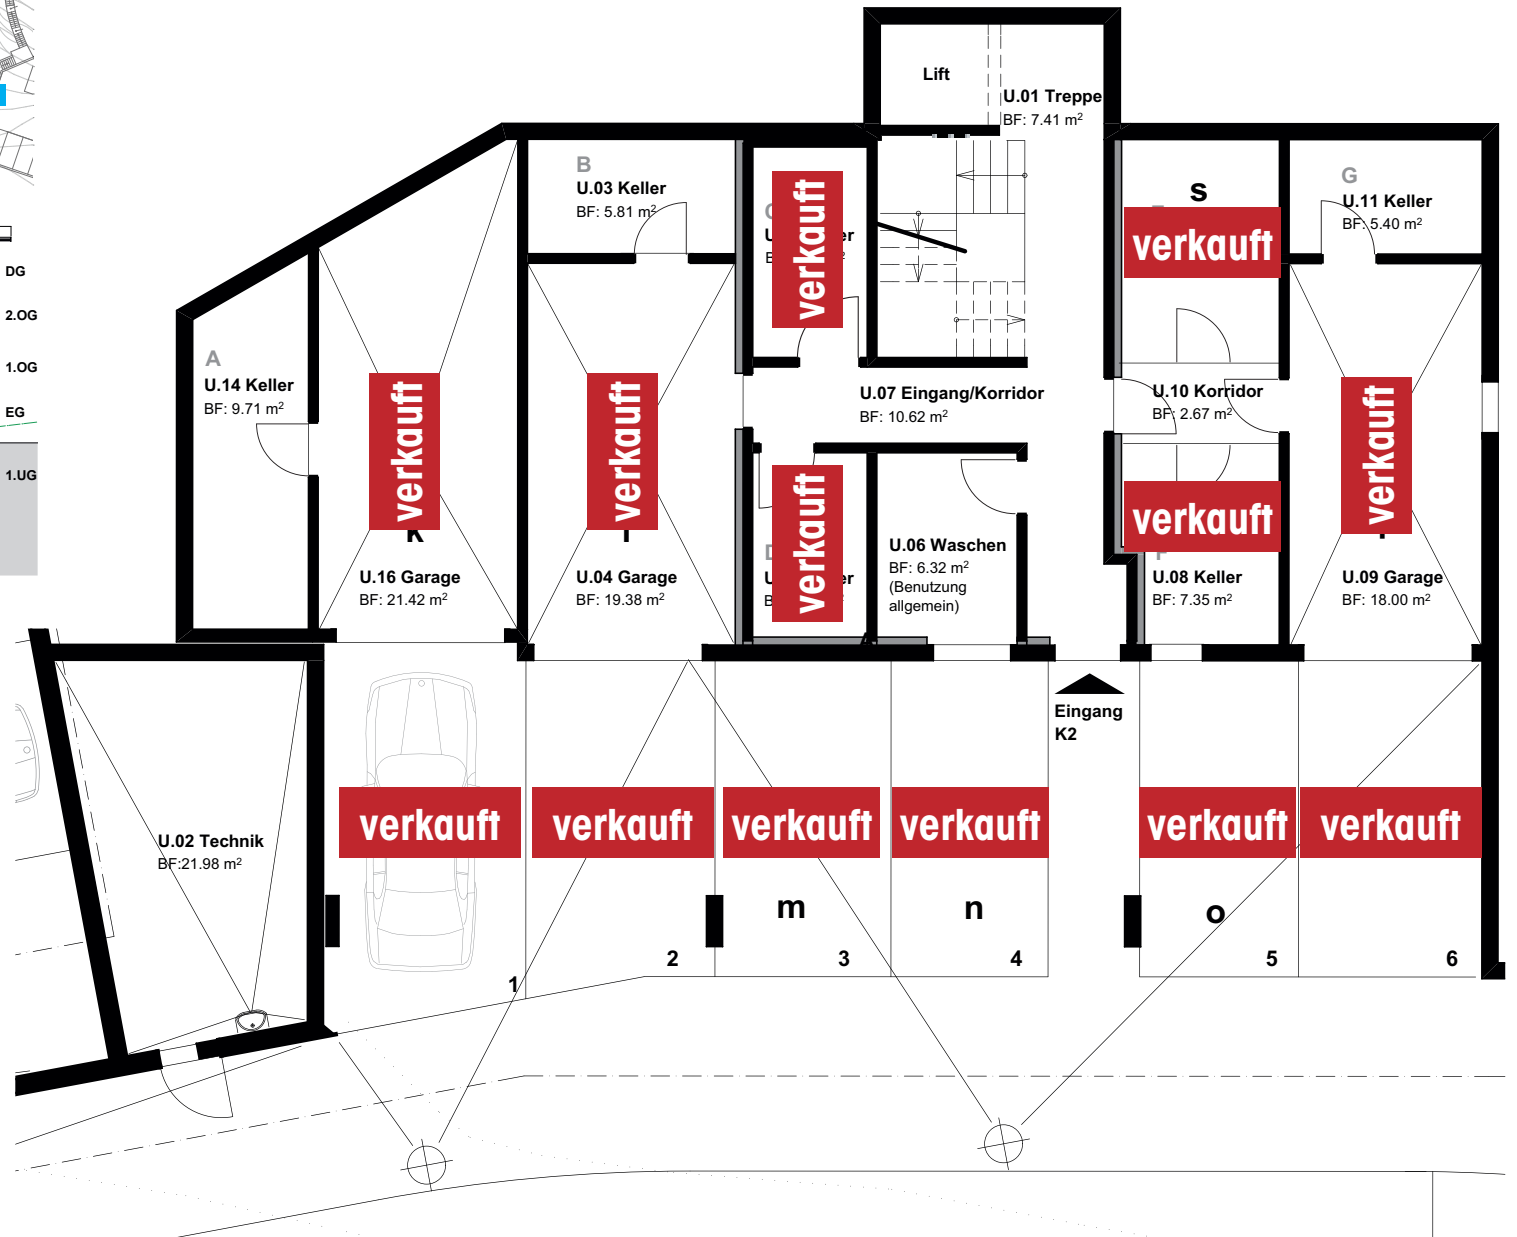 Lift
U.01 Treppe
BF: 7.41 m²
DG
2.OG
1.OG
EG
1.UG
B
U.03 Keller
BF: 5.81 m²
verkauft
s
verkauft
G
U.11 Keller
BF: 5.40 m²
A
U.14 Keller
BF: 9.71 m²
verkauft
k
U.16 Garage
BF: 21.42 m²
verkauft
U.04 Garage
BF: 19.38 m²
U.07 Eingang/Korridor
BF: 10.62 m²
verkauft
U.06 Waschen
BF: 6.32 m²
(Benutzung
allgemein)
U.10 Korridor
BF: 2.67 m²
verkauft
F
U.08 Keller
BF: 7.35 m²
verkauft
U.09 Garage
BF: 18.00 m²
Eingang
K2
U.02 Technik
BF:21.98 m²
verkauft
verkauft
verkauft
verkauft
verkauft
verkauft
m
n
o
1
2
3
4
5
6